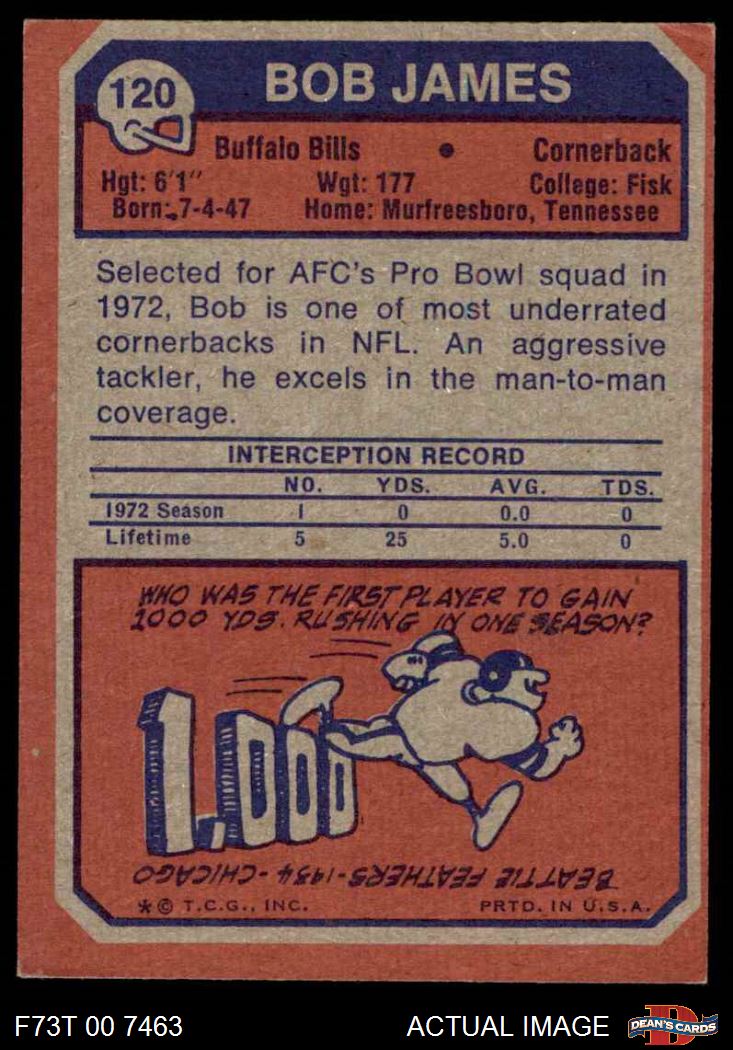 120
BOB JAMES
Buffalo Bills • Cornerback
Hgt: 6'1" Wgt: 177 College: Fisk
Born: 7-4-47 Home: Murfreesboro, Tennessee
Selected for AFC's Pro Bowl squad in
1972, Bob is one of most underrated
cornerbacks in NFL. An aggressive
tackler, he excels in the man-to-man
coverage.
INTERCEPTION RECORD
NO. YDS. AVG. TDS.
1972 Season 1 0 0.0 0
Lifetime 5 25 5.0 0
WHO WAS THE FIRST PLAYER TO GAIN
1000 YDS. RUSHING IN ONE SEASON?
1,000
BEATTIE FEATHERS-1934-CHICAGO
* © T.C.G., INC. PRTD. IN U.S.A.
F73T 00 7463 ACTUAL IMAGE D DEAN'S CARDS